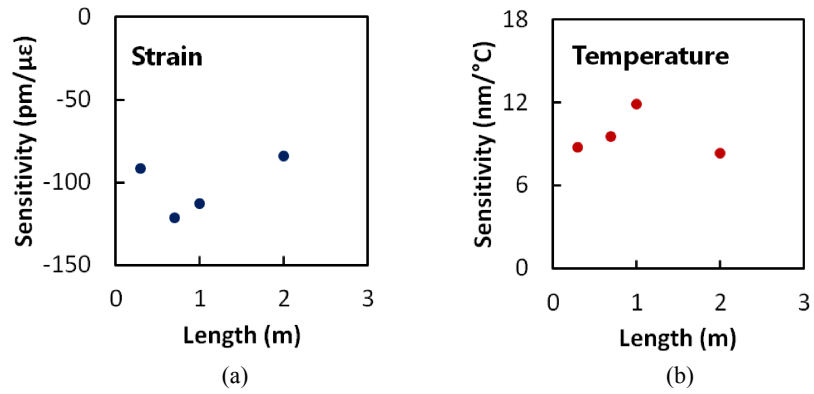 0
-50
-100
-150
Sensitivity (pm/με)
Strain
0 1 2 3
Length (m)
(a)
18
12
6
0
Sensitivity (nm/°C)
Temperature
0 1 2 3
Length (m)
(b)